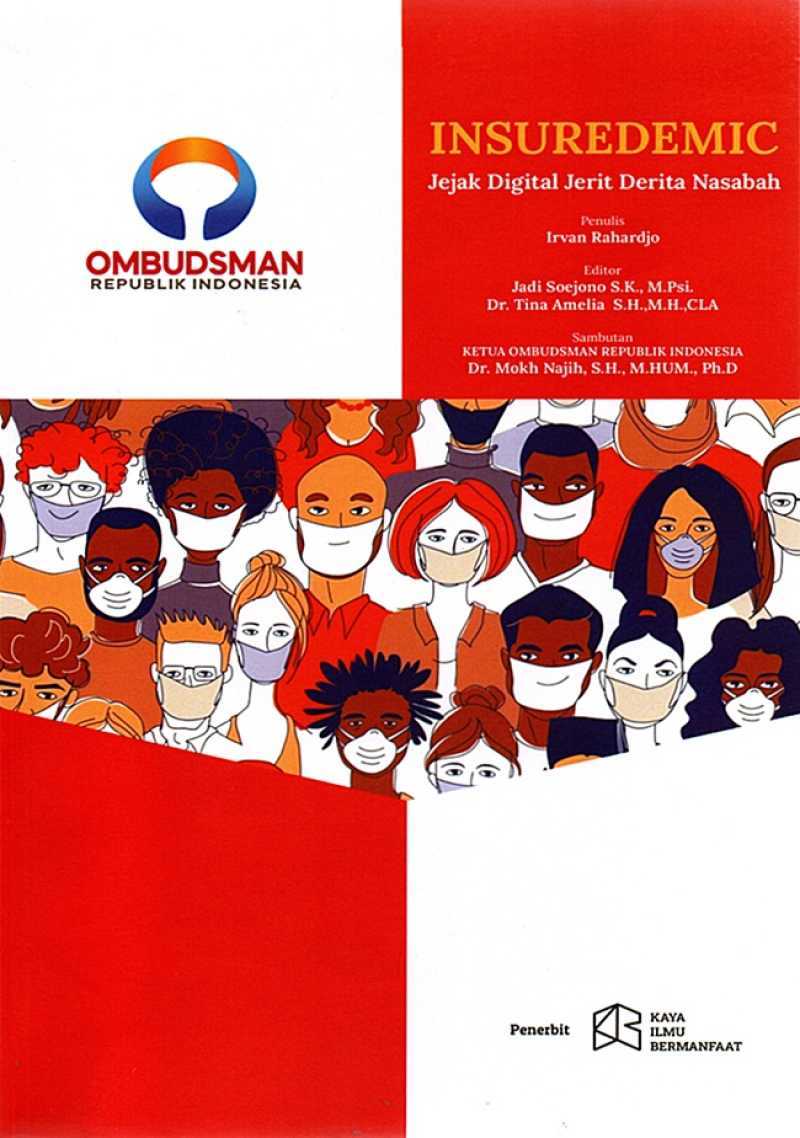 OMBUDSMAN
REPUBLIK INDONESIA
INSUREDEMIC
Jejak Digital Jerit Derita Nasabah
Penulis
Irvan Rahardjo
Editor
Jadi Soejono S.K., M.Psi.
Dr. Tina Amelia S.H.,M.H.,CLA
Sambutan
KETUA OMBUDSMAN REPUBLIK INDONESIA
Dr. Mokh Najih, S.H., M.HUM., Ph.D
Penerbit
KAYA
ILMU
BERMANFAAT